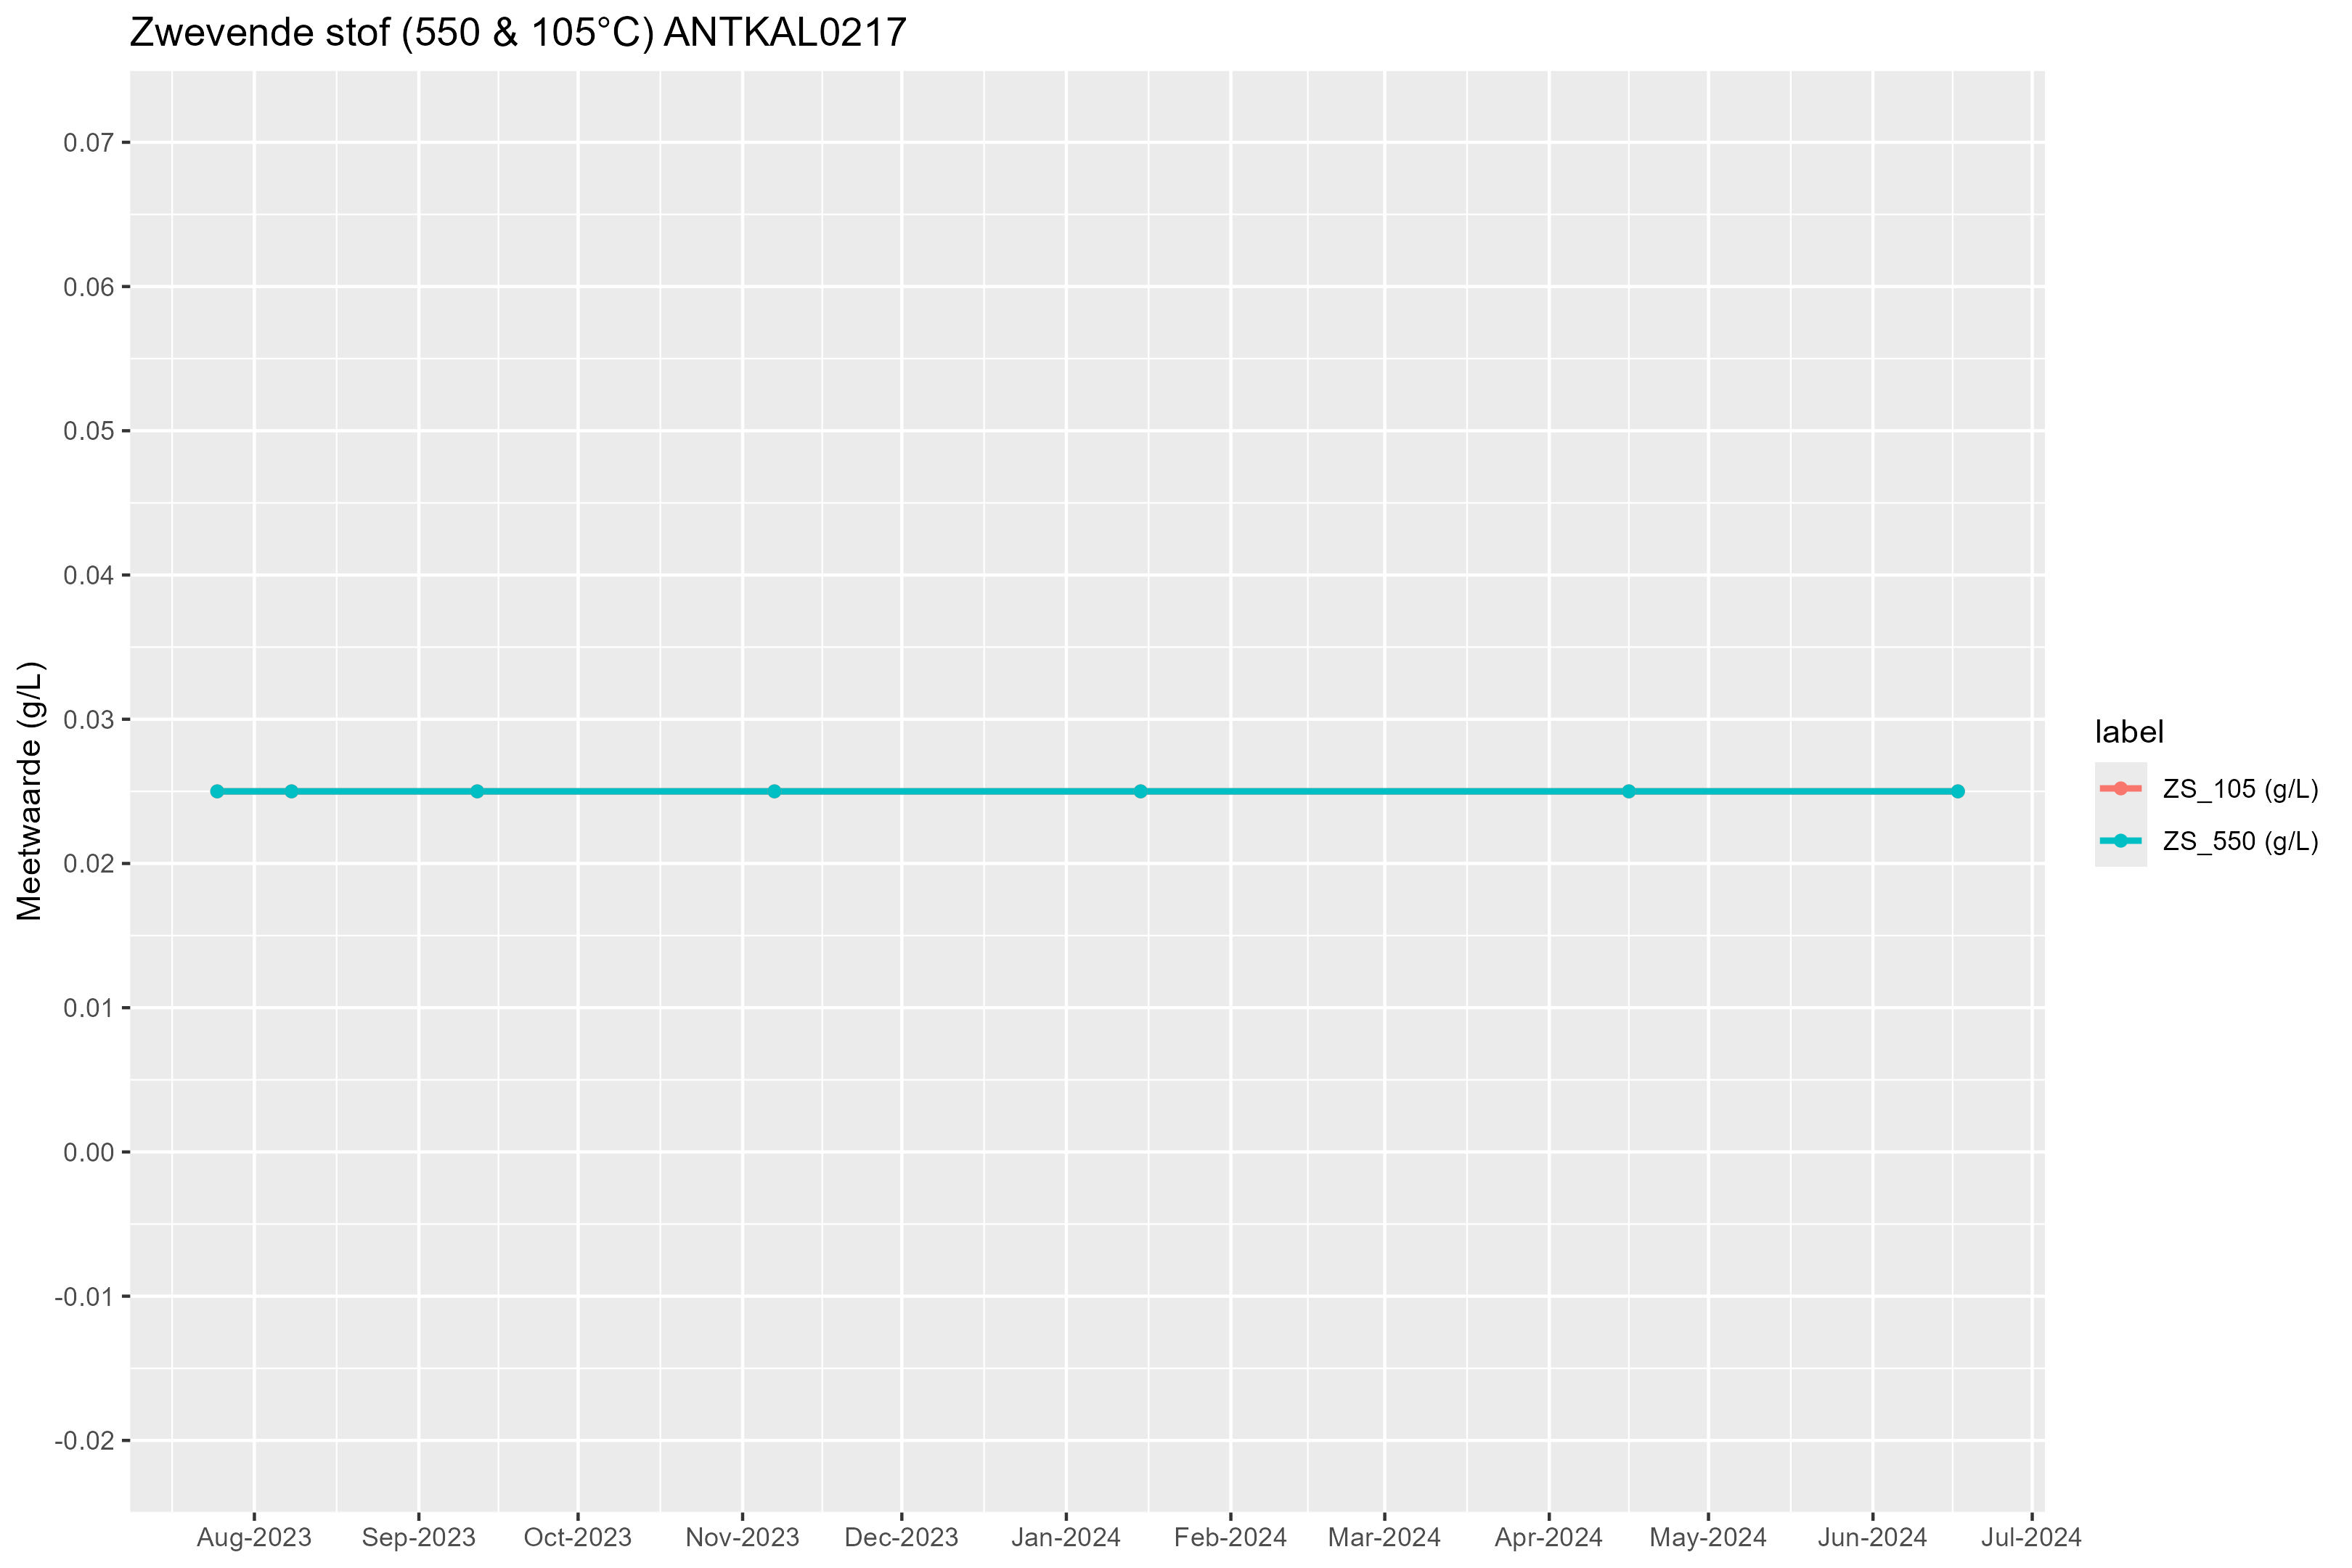 Zwevende stof (550 & 105°C) ANTKAL0217
Meetwaarde (g/L)
0.07
0.06
0.05
0.04
0.03
0.02
0.01
0.00
-0.01
-0.02
Aug-2023 Sep-2023 Oct-2023 Nov-2023 Dec-2023 Jan-2024 Feb-2024 Mar-2024 Apr-2024 May-2024 Jun-2024 Jul-2024
label
ZS_105 (g/L)
ZS_550 (g/L)